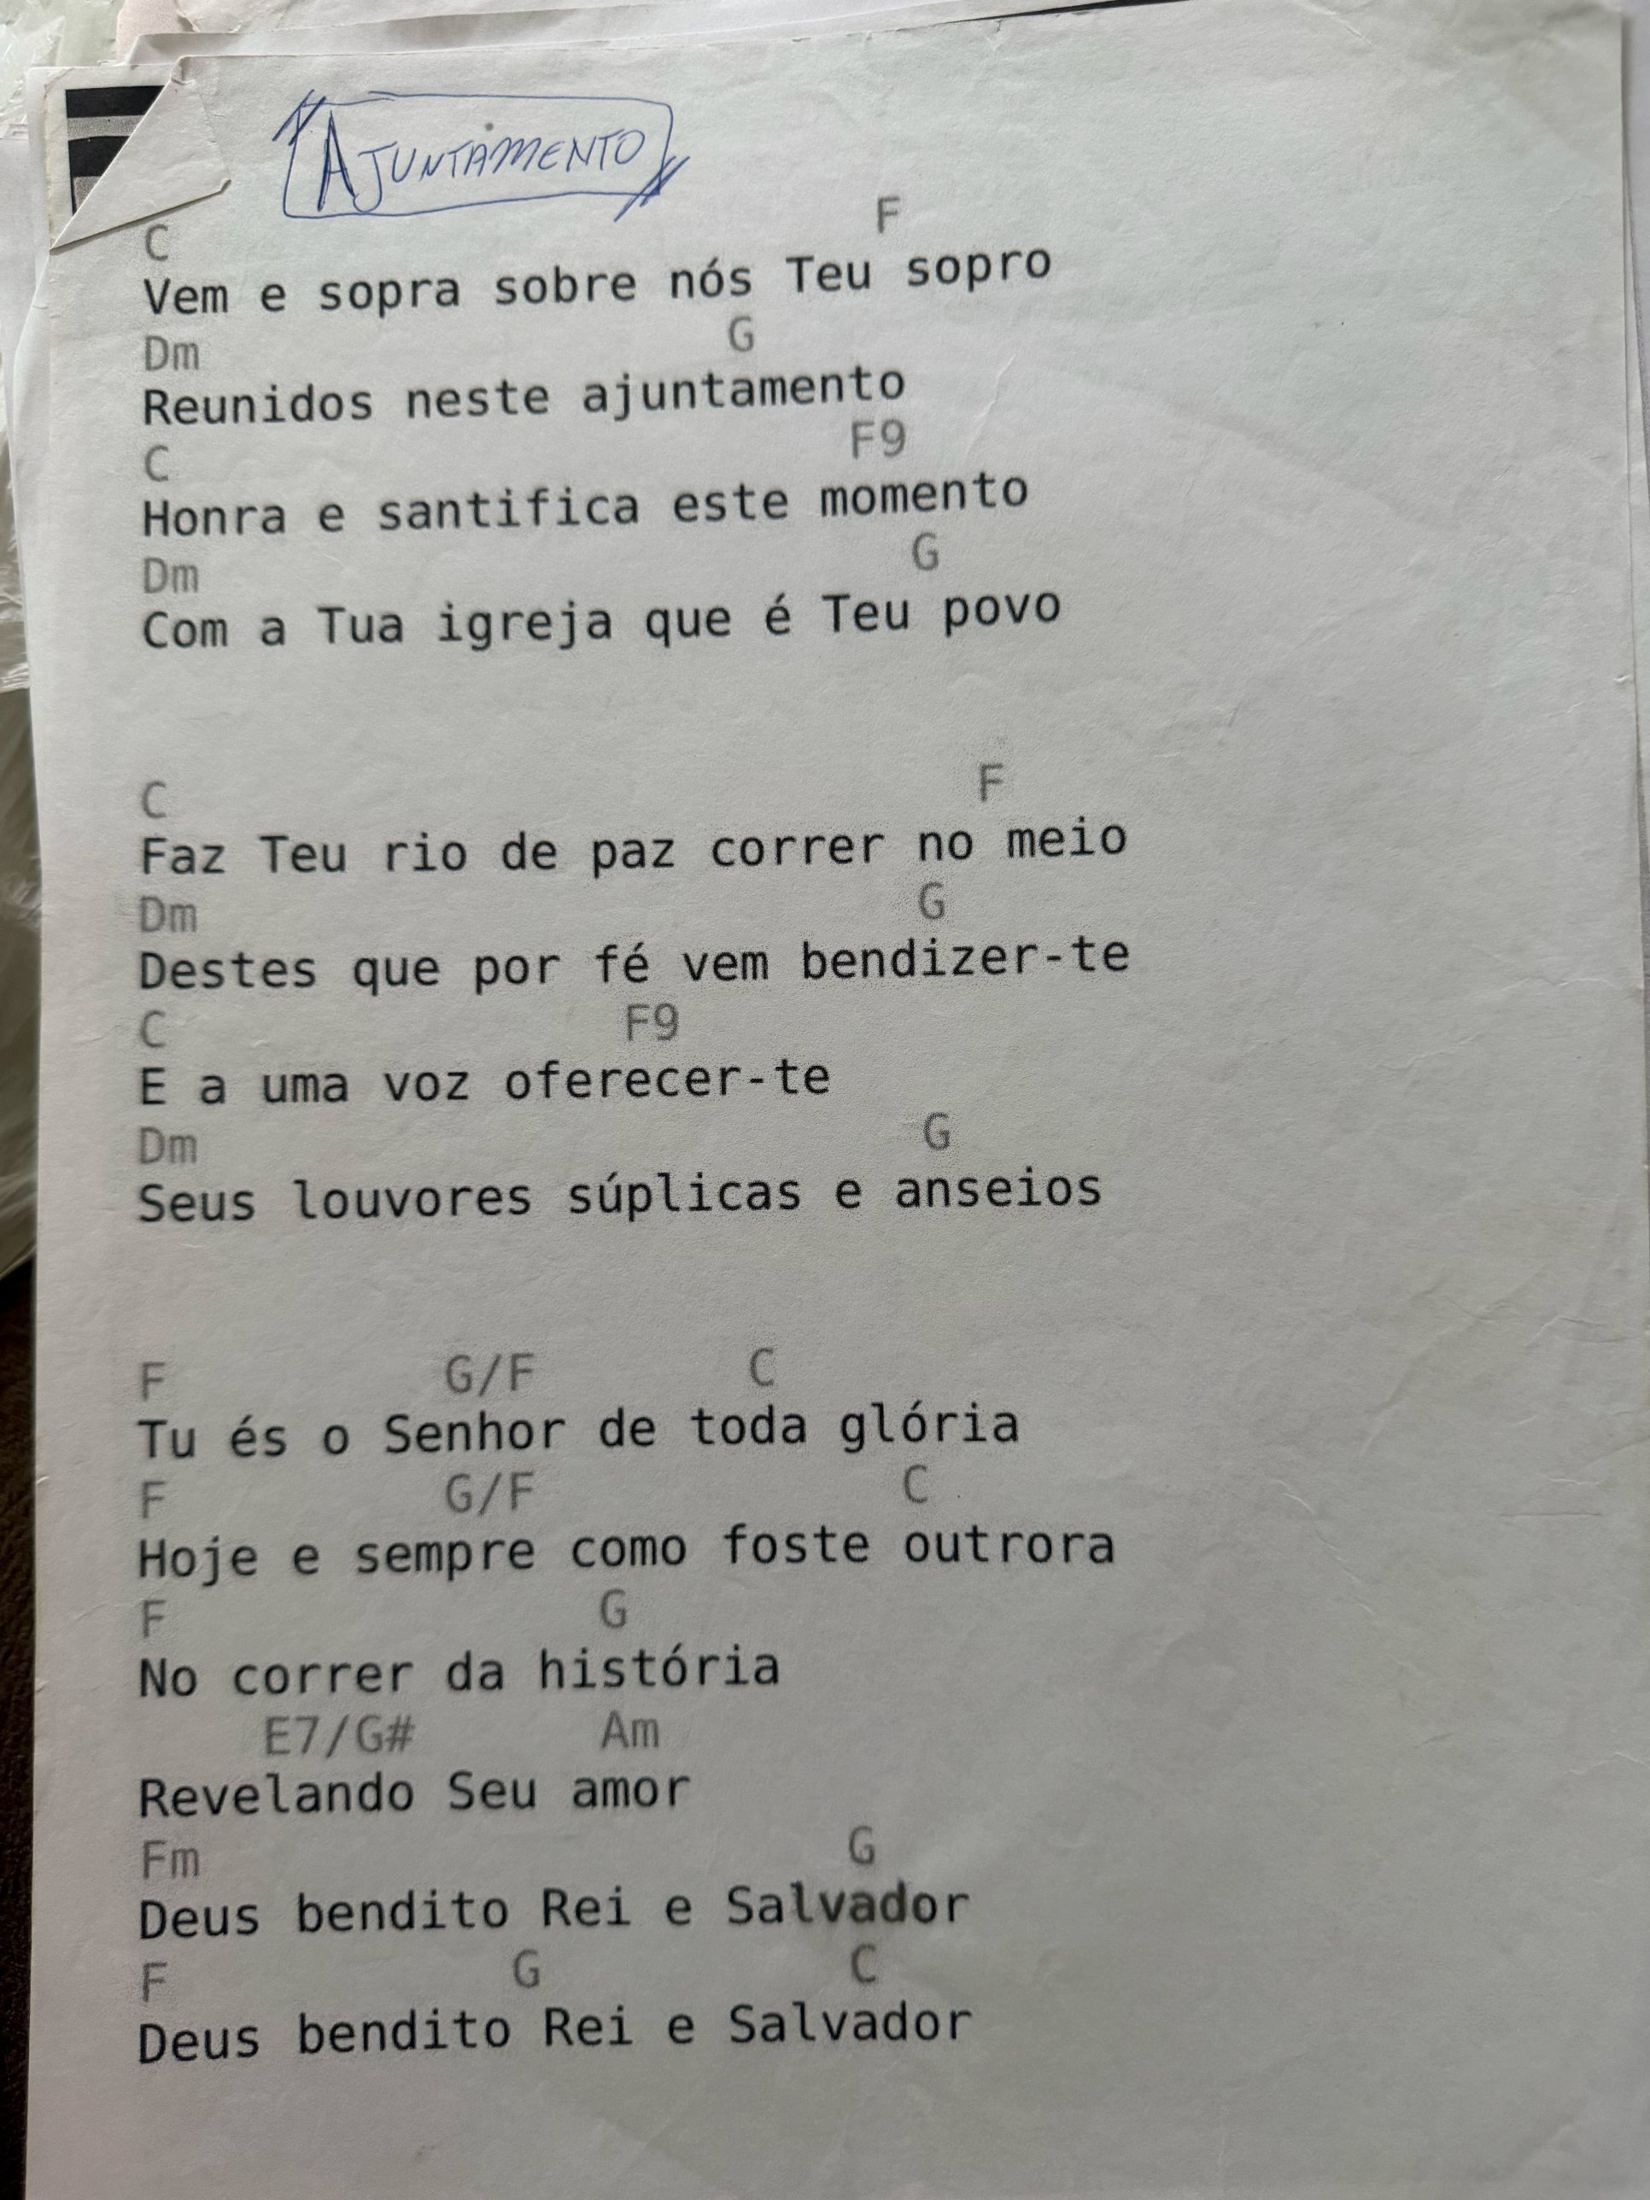 "AJUNTAMENTO"
C F
Vem e sopra sobre nós Teu sopro
Dm G
Reunidos neste ajuntamento
C F9
Honra e santifica este momento
Dm G
Com a Tua igreja que é Teu povo
C F
Faz Teu rio de paz correr no meio
Dm G
Destes que por fé vem bendizer-te
C F9
E a uma voz oferecer-te
Dm G
Seus louvores súplicas e anseios
F G/F C
Tu és o Senhor de toda glória
F G/F C
Hoje e sempre como foste outrora
F G
No correr da história
E7/G# Am
Revelando Seu amor
Fm G
Deus bendito Rei e Salvador
F G C
Deus bendito Rei e Salvador